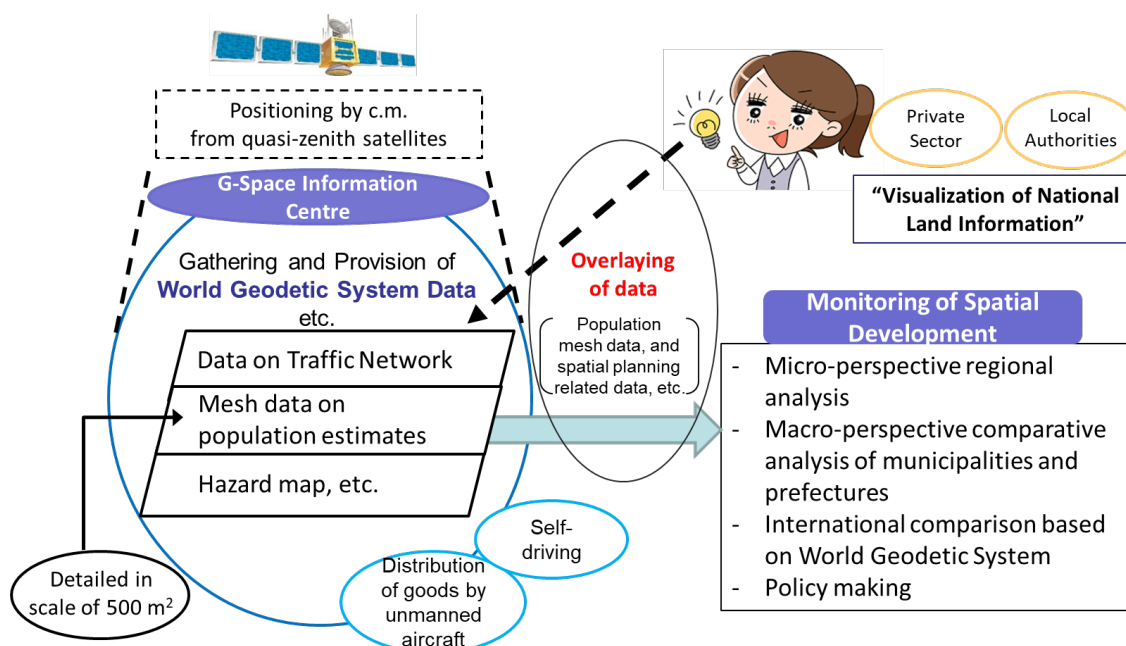 Positioning by c.m.
from quasi-zenith satellites
G-Space Information
Centre
Gathering and Provision of
World Geodetic System Data
etc.
Data on Traffic Network
Mesh data on
population estimates
Hazard map, etc.
Detailed in
scale of 500 m²
Distribution
of goods by
unmanned
aircraft
Self-
driving
Overlaying
of data
Population
mesh data, and
spatial planning
related data, etc.
Private
Sector
Local
Authorities
“Visualization of National
Land Information”
Monitoring of Spatial
Development
- Micro-perspective regional
analysis
- Macro-perspective comparative
analysis of municipalities and
prefectures
- International comparison based
on World Geodetic System
- Policy making